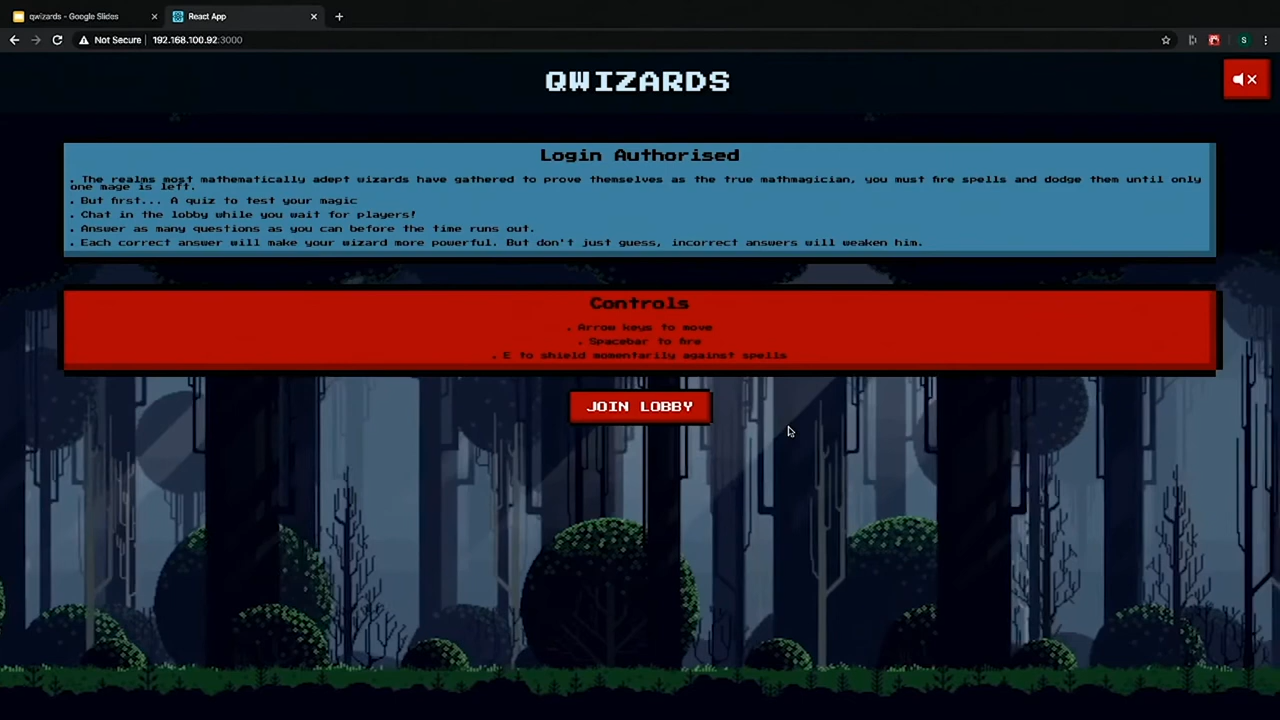 qwizards - Google Slides
React App
Not Secure
192.168.100.92:3000
S
QWIZARDS
Login Authorised
. The realms most mathematically adept wizards have gathered to prove themselves as the true mathmagician, you must fire spells and dodge them until only
one mage is left.
. But first... A quiz to test your magic
. Chat in the lobby while you wait for players!
. Answer as many questions as you can before the time runs out.
. Each correct answer will make your wizard more powerful. But don't just guess, incorrect answers will weaken him.
Controls
. Arrow keys to move
. Spacebar to fire
. E to shield momentarily against spells
JOIN LOBBY